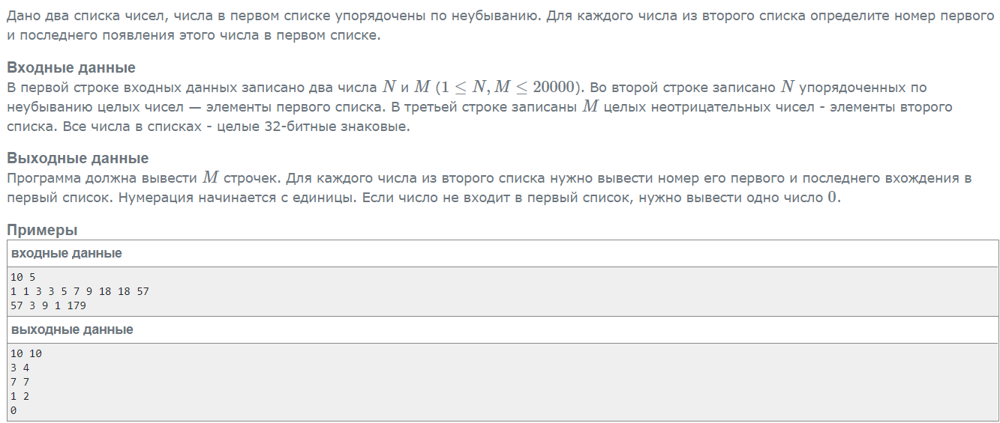 Дано два списка чисел, числа в первом списке упорядочены по неубыванию. Для каждого числа из второго списка определите номер первого
и последнего появления этого числа в первом списке.
Входные данные
В первой строке входных данных записано два числа N и M (1 ≤ N, M ≤ 20000). Во второй строке записано N упорядоченных по
неубыванию целых чисел — элементы первого списка. В третьей строке записаны M целых неотрицательных чисел - элементы второго
списка. Все числа в списках - целые 32-битные знаковые.
Выходные данные
Программа должна вывести M строчек. Для каждого числа из второго списка нужно вывести номер его первого и последнего вхождения в
первый список. Нумерация начинается с единицы. Если число не входит в первый список, нужно вывести одно число 0.
Примеры
входные данные
10 5
1 1 3 3 5 7 9 18 18 57
57 3 9 1 179
выходные данные
10 10
3 4
7 7
1 2
0